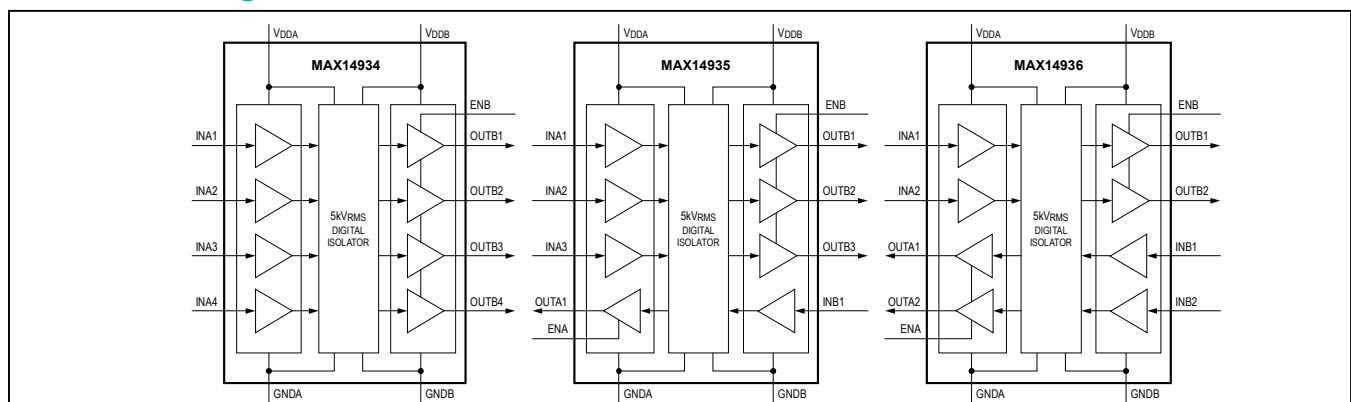 VDDA VDDB VDDA VDDB VDDA VDDB
MAX14934 MAX14935 MAX14936
ENB ENB ENB
INA1 OUTB1 INA1 OUTB1 INA1 OUTB1
INA2 OUTB2 INA2 OUTB2 INA2 OUTB2
5kVRMS 5kVRMS 5kVRMS
DIGITAL DIGITAL DIGITAL
ISOLATOR ISOLATOR ISOLATOR
INA3 OUTB3 INA3 OUTB3 OUTA1 INB1
INA4 OUTB4 OUTA1 INB1 OUTA2 INB2
ENA ENA
GNDA GNDB GNDA GNDB GNDA GNDB